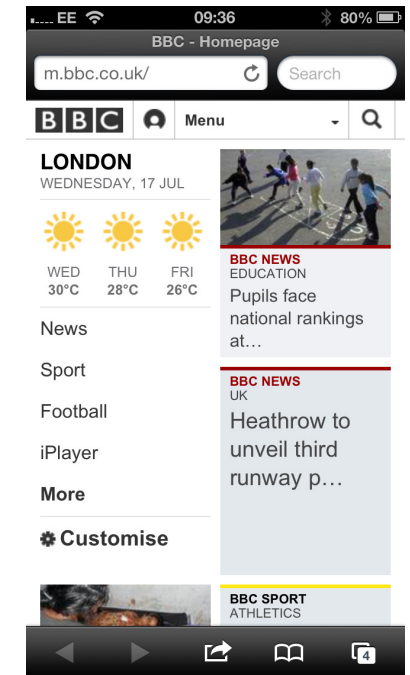 EE 09:36 80%
BBC - Homepage
m.bbc.co.uk/ Search
BBC Menu
LONDON
WEDNESDAY, 17 JUL
WED THU FRI
30°C 28°C 26°C
News
Sport
Football
iPlayer
More
Customise
BBC NEWS
EDUCATION
Pupils face
national rankings
at…
BBC NEWS
UK
Heathrow to
unveil third
runway p…
BBC SPORT
ATHLETICS
4